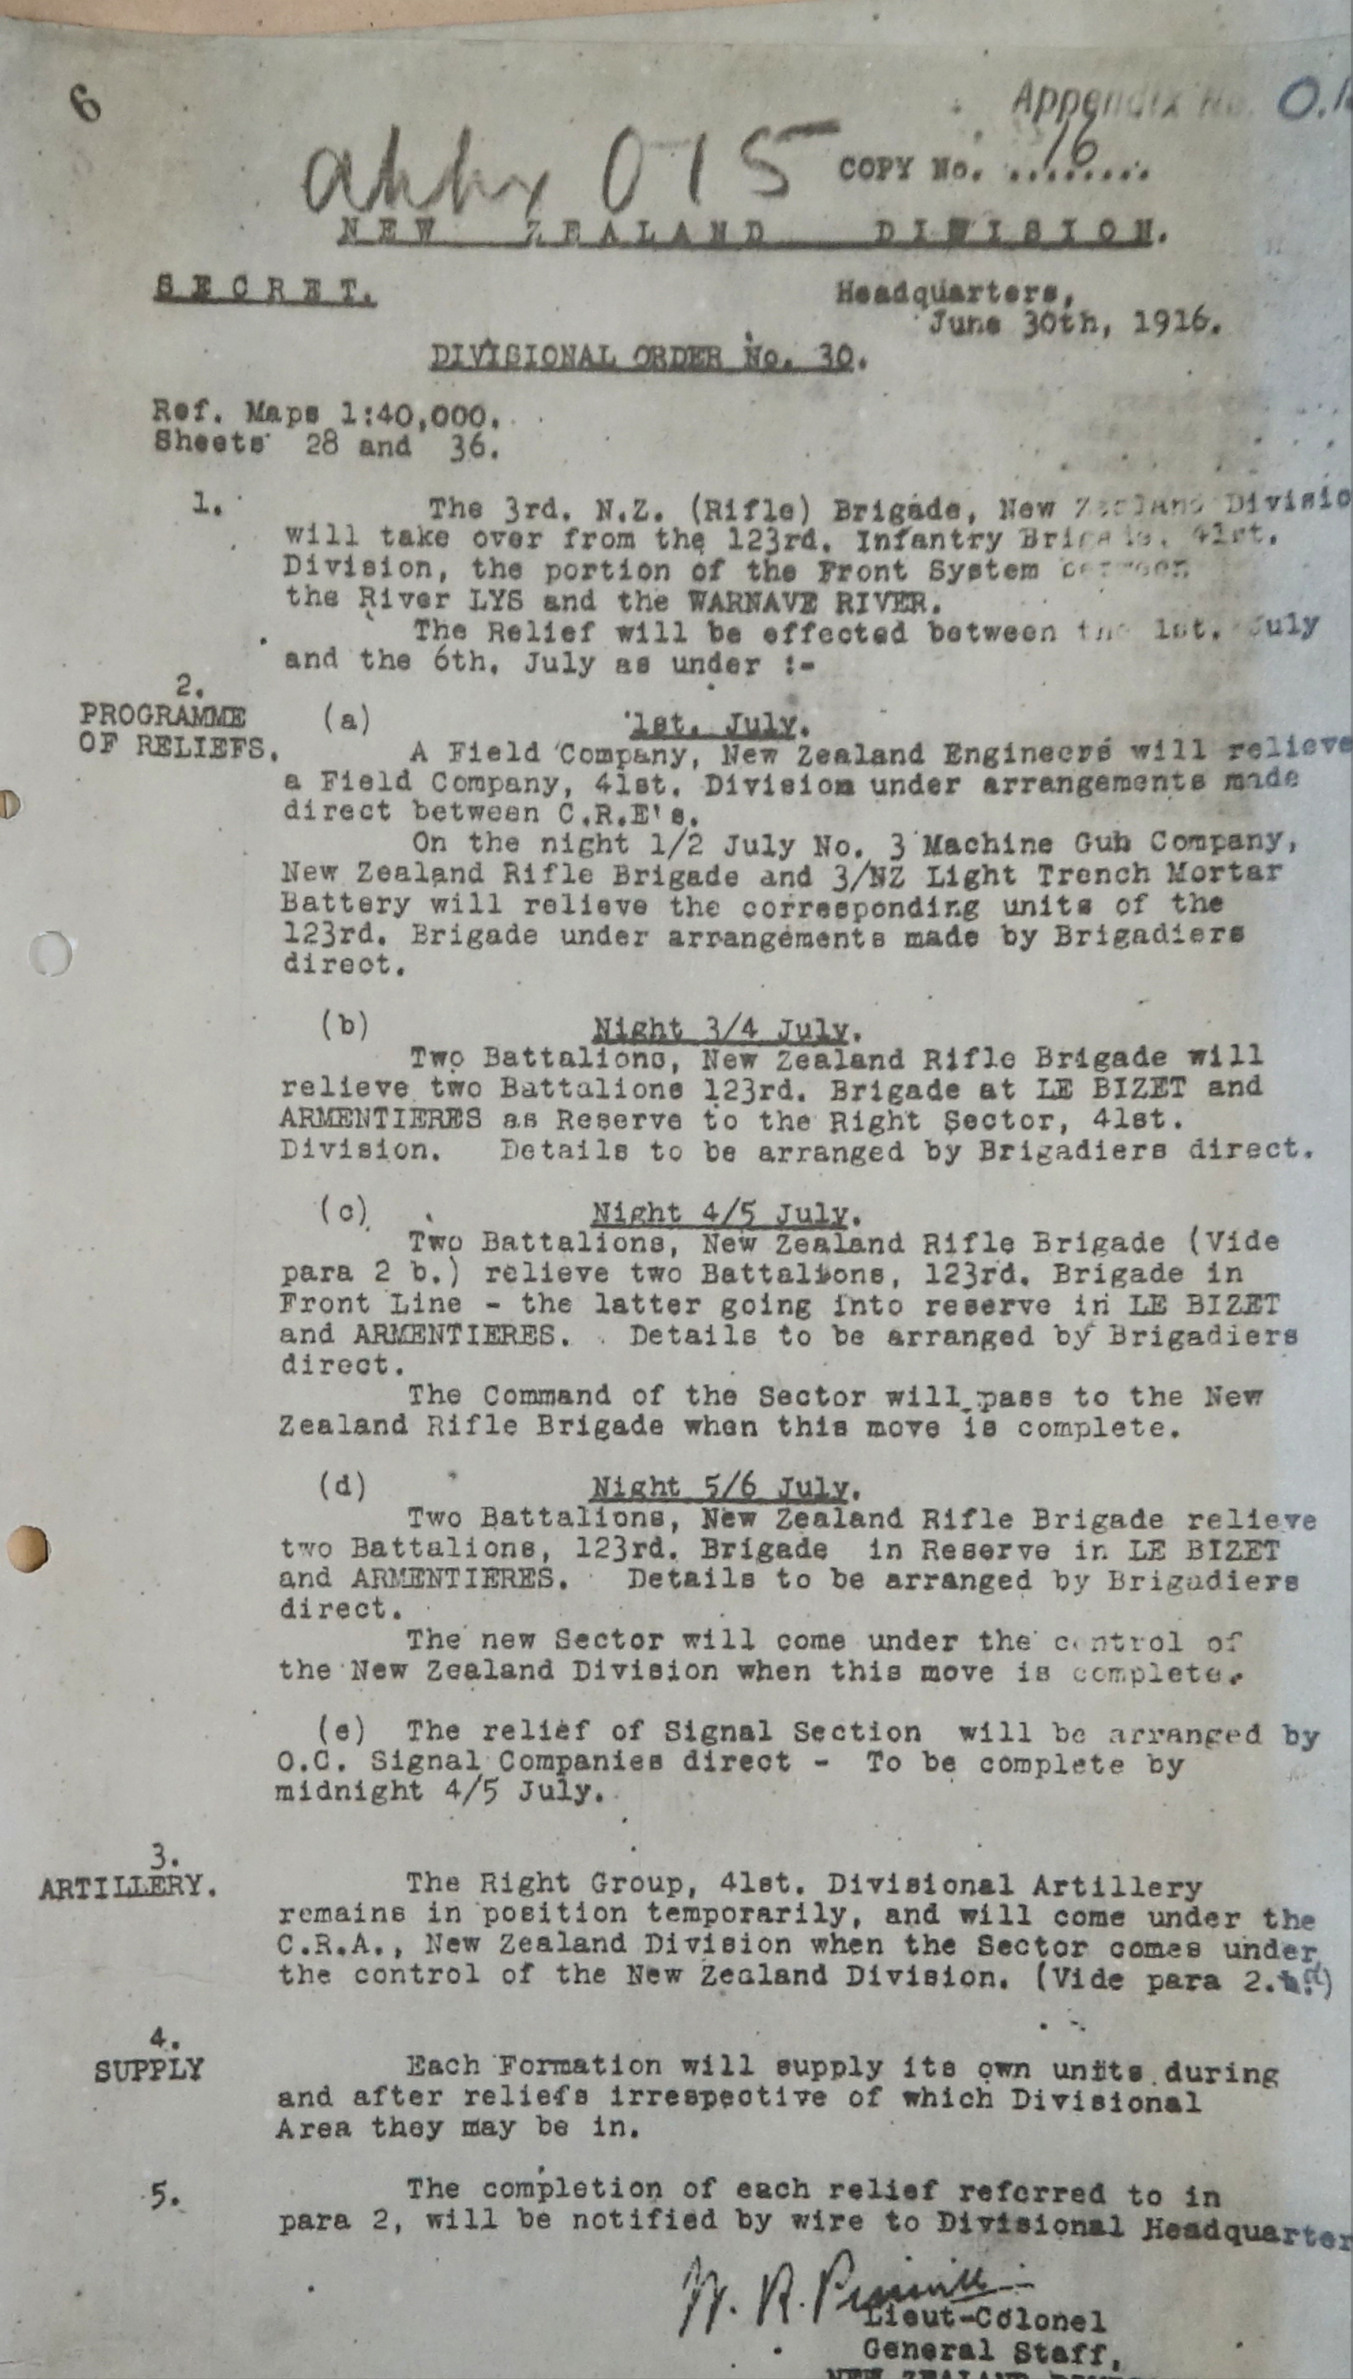 6
Appendix No. O.
appx 015 COPY No. ...16.....
NEW ZEALAND DIVISION.
SECRET.
Headquarters,
June 30th, 1916.
DIVISIONAL ORDER No. 30.
Ref. Maps 1:40,000.
Sheets 28 and 36.
1. The 3rd. N.Z. (Rifle) Brigade, New Zealand Divisio
will take over from the 123rd. Infantry Brigade, 41st.
Division, the portion of the Front System between
the River LYS and the WARNAVE RIVER.
The Relief will be effected between the 1st. July
and the 6th. July as under :-
2.
PROGRAMME
OF RELIEFS.
(a) 1st. July.
A Field Company, New Zealand Engineers will relieve
a Field Company, 41st. Division under arrangements made
direct between C.R.E's.
On the night 1/2 July No. 3 Machine Gun Company,
New Zealand Rifle Brigade and 3/NZ Light Trench Mortar
Battery will relieve the corresponding units of the
123rd. Brigade under arrangements made by Brigadiers
direct.
(b) Night 3/4 July.
Two Battalions, New Zealand Rifle Brigade will
relieve two Battalions 123rd. Brigade at LE BIZET and
ARMENTIERES as Reserve to the Right Sector, 41st.
Division. Details to be arranged by Brigadiers direct.
(c) Night 4/5 July.
Two Battalions, New Zealand Rifle Brigade (Vide
para 2 b.) relieve two Battalions, 123rd. Brigade in
Front Line - the latter going into reserve in LE BIZET
and ARMENTIERES. Details to be arranged by Brigadiers
direct.
The Command of the Sector will pass to the New
Zealand Rifle Brigade when this move is complete.
(d) Night 5/6 July.
Two Battalions, New Zealand Rifle Brigade relieve
two Battalions, 123rd. Brigade in Reserve in LE BIZET
and ARMENTIERES. Details to be arranged by Brigadiers
direct.
The new Sector will come under the control of
the New Zealand Division when this move is complete.
(e) The relief of Signal Section will be arranged by
O.C. Signal Companies direct - To be complete by
midnight 4/5 July.
3.
ARTILLERY.
The Right Group, 41st. Divisional Artillery
remains in position temporarily, and will come under the
C.R.A., New Zealand Division when the Sector comes under
the control of the New Zealand Division. (Vide para 2.d)
4.
SUPPLY
Each Formation will supply its own units during
and after reliefs irrespective of which Divisional
Area they may be in.
5. The completion of each relief referred to in
para 2, will be notified by wire to Divisional Headquarter
W. R. Pinwill
Lieut-Colonel
General Staff,
NEW ZEALAND